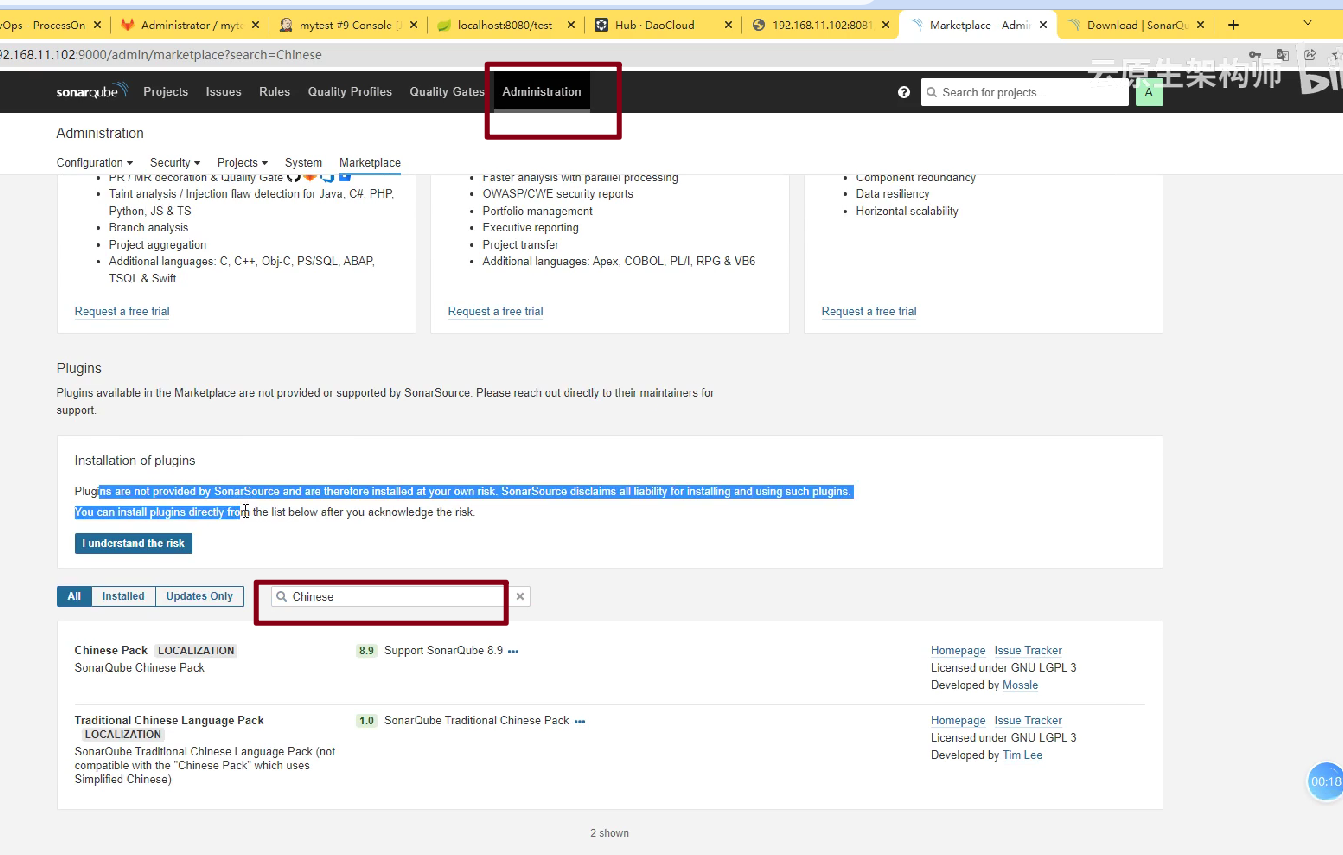 vOps ProcessOn
Administrator / myte
mytest #9 Console [
localhost:8080/test
Hub · DaoCloud
192.168.11.102:8081
Marketplace - Admin
Download | SonarQu
92.168.11.102:9000/admin/marketplace?search=Chinese
云原生架构师
sonarqube Projects Issues Rules Quality Profiles Quality Gates Administration
Search for projects
A
Administration
Configuration Security Projects System Marketplace
PR / MR decoration & Quality Gate
Taint analysis / Injection flaw detection for Java, C#, PHP,
Python, JS & TS
Branch analysis
Project aggregation
Additional languages: C, C++, Obj-C, PS/SQL, ABAP,
TSQL & Swift
Request a free trial
Faster analysis with parallel processing
OWASP/CWE security reports
Portfolio management
Executive reporting
Project transfer
Additional languages: Apex, COBOL, PL/I, RPG & VB6
Request a free trial
Component redundancy
Data resiliency
Horizontal scalability
Request a free trial
Plugins
Plugins available in the Marketplace are not provided or supported by SonarSource. Please reach out directly to their maintainers for
support.
Installation of plugins
Plugins are not provided by SonarSource and are therefore installed at your own risk. SonarSource disclaims all liability for installing and using such plugins.
You can install plugins directly from the list below after you acknowledge the risk.
I understand the risk
All Installed Updates Only
Chinese
Chinese Pack LOCALIZATION
SonarQube Chinese Pack
8.9 Support SonarQube 8.9 ...
Homepage Issue Tracker
Licensed under GNU LGPL 3
Developed by Mossle
Traditional Chinese Language Pack
LOCALIZATION
SonarQube Traditional Chinese Language Pack (not
compatible with the "Chinese Pack" which uses
Simplified Chinese)
1.0 SonarQube Traditional Chinese Pack ...
Homepage Issue Tracker
Licensed under GNU LGPL 3
Developed by Tim Lee
00:18
2 shown